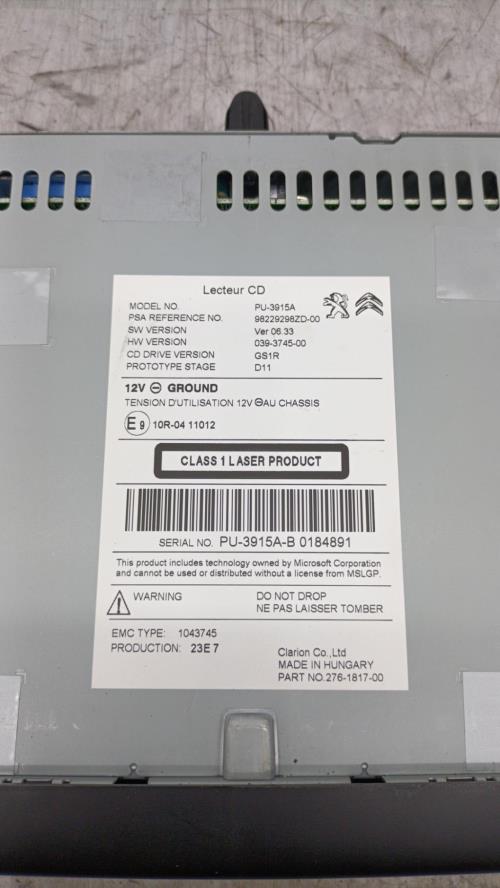 Lecteur CD
MODEL NO. PU-3915A
PSA REFERENCE NO. 98229298ZD-00
SW VERSION Ver 06.33
HW VERSION 039-3745-00
CD DRIVE VERSION GS1R
PROTOTYPE STAGE D11
12V ⊖ GROUND
TENSION D'UTILISATION 12V ⊖AU CHASSIS
E9 10R-04 11012
CLASS 1 LASER PRODUCT
SERIAL NO. PU-3915A-B 0184891
This product includes technology owned by Microsoft Corporation
and cannot be used or distributed without a license from MSLGP.
WARNING DO NOT DROP
NE PAS LAISSER TOMBER
EMC TYPE: 1043745
PRODUCTION: 23E 7
Clarion Co.,Ltd
MADE IN HUNGARY
PART NO.276-1817-00